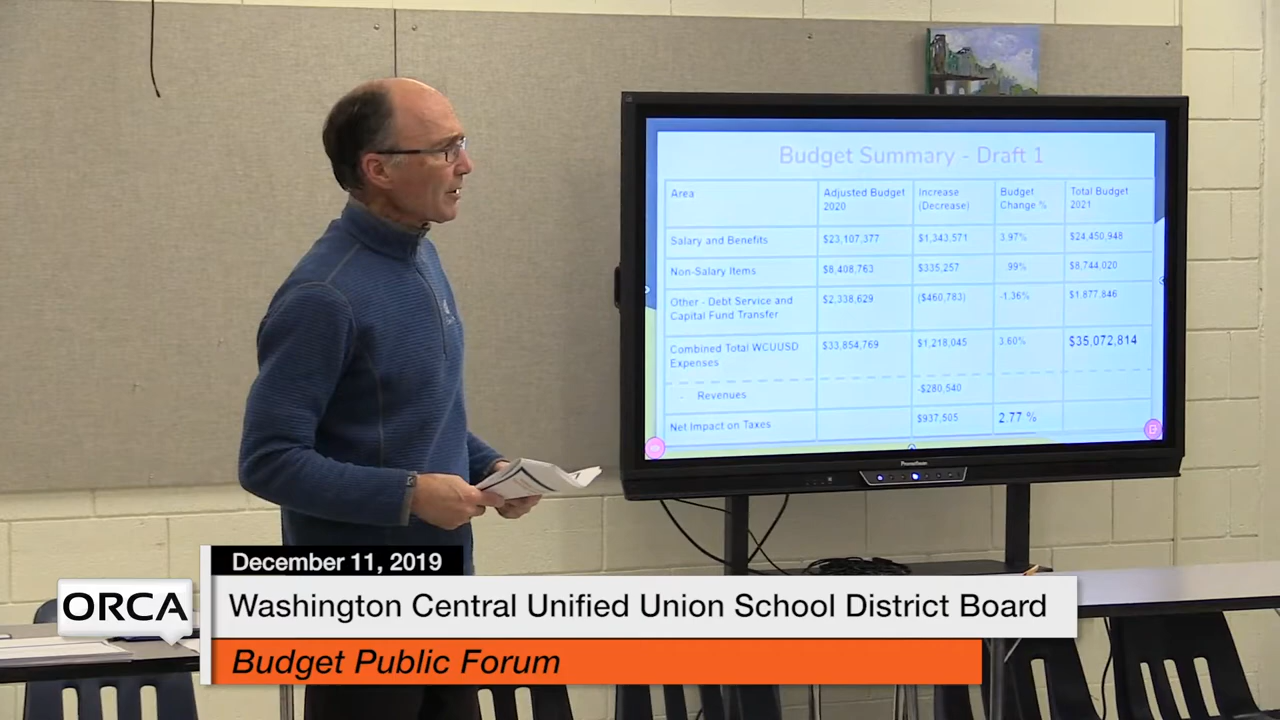 Budget Summary - Draft 1
Area
Adjusted Budget 2020
Increase (Decrease)
Budget Change %
Total Budget 2021
Salary and Benefits $23,107,377 $1,343,571 3.97% $24,450,948
Non-Salary Items $8,408,763 $335,257 .99% $8,744,020
Other - Debt Service and $2,338,629 ($460,783) -1.36% $1,877,846
Capital Fund Transfer
Combined Total WCUUSD $33,854,769 $1,218,045 3.60% $35,072,814
Expenses
- Revenues -$280,540
Net Impact on Taxes $937,505 2.77 %
Promethean
December 11, 2019
ORCA
Washington Central Unified Union School District Board
Budget Public Forum